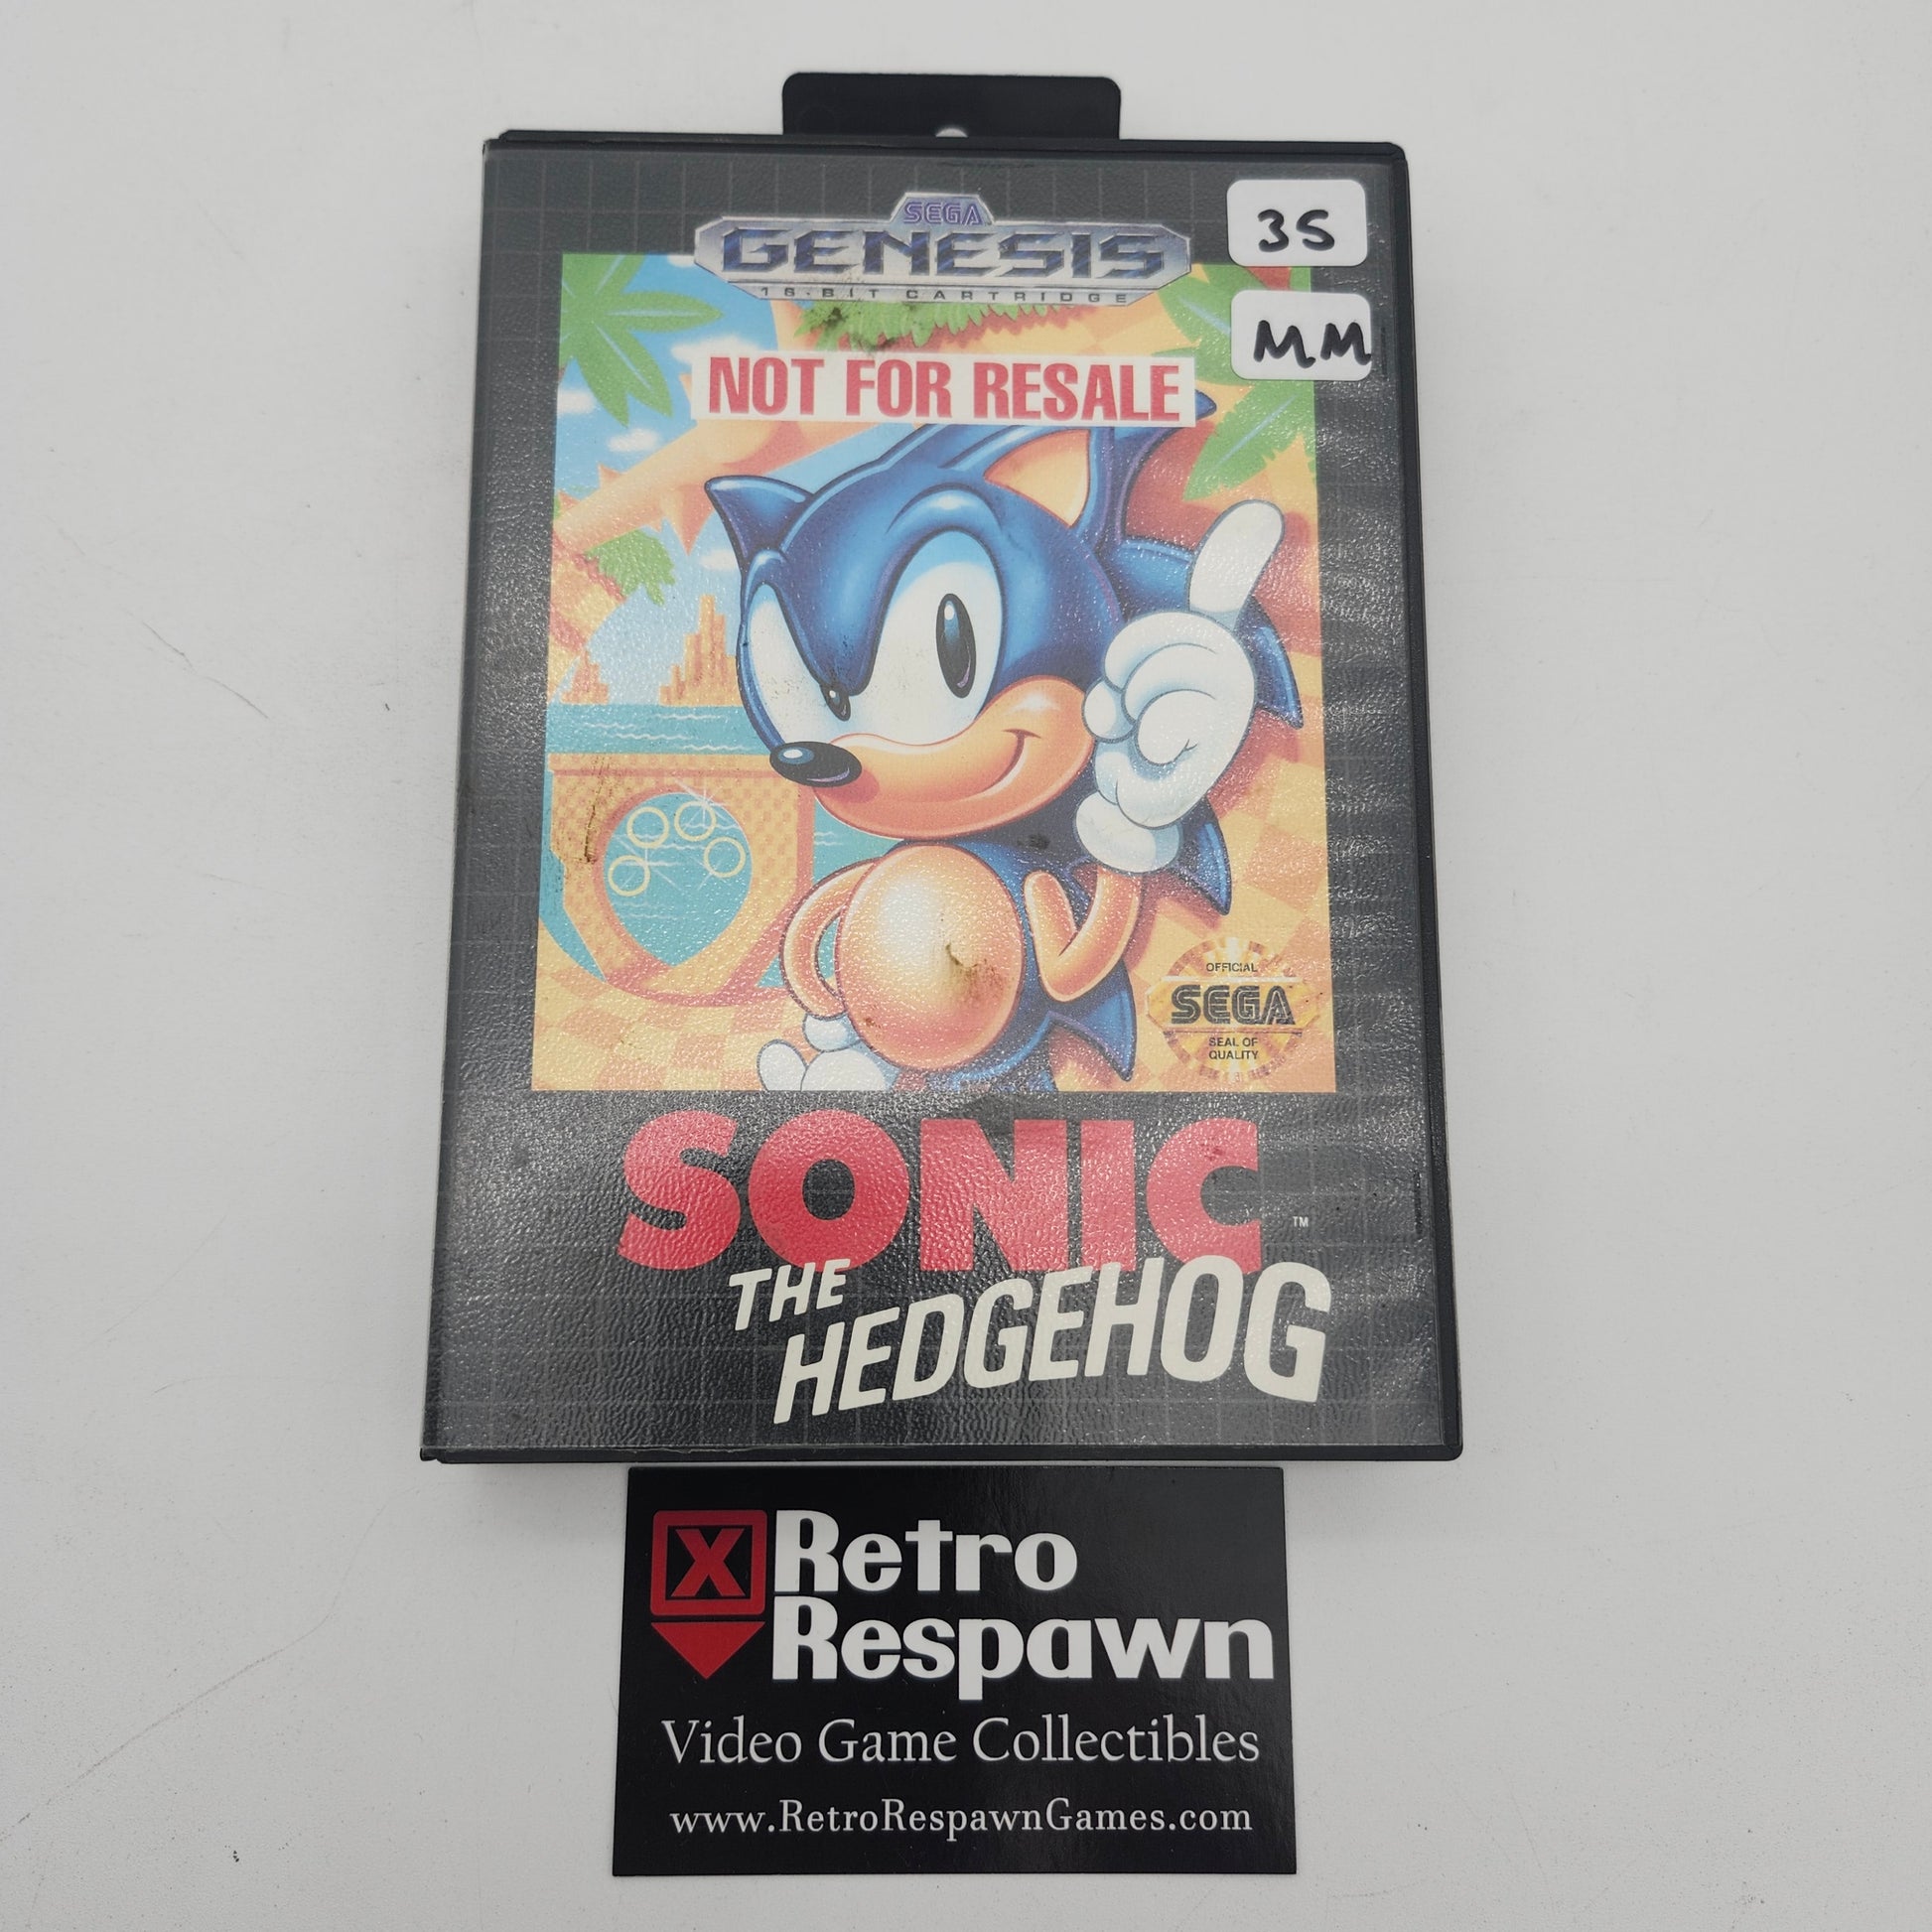 SEGA
GENESIS
16-BIT CARTRIDGE
35
MM
NOT FOR RESALE
OFFICIAL
SEGA
SEAL OF
QUALITY
SONIC ™
THE
HEDGEHOG
X Retro
Respawn
Video Game Collectibles
www.RetroRespawnGames.com